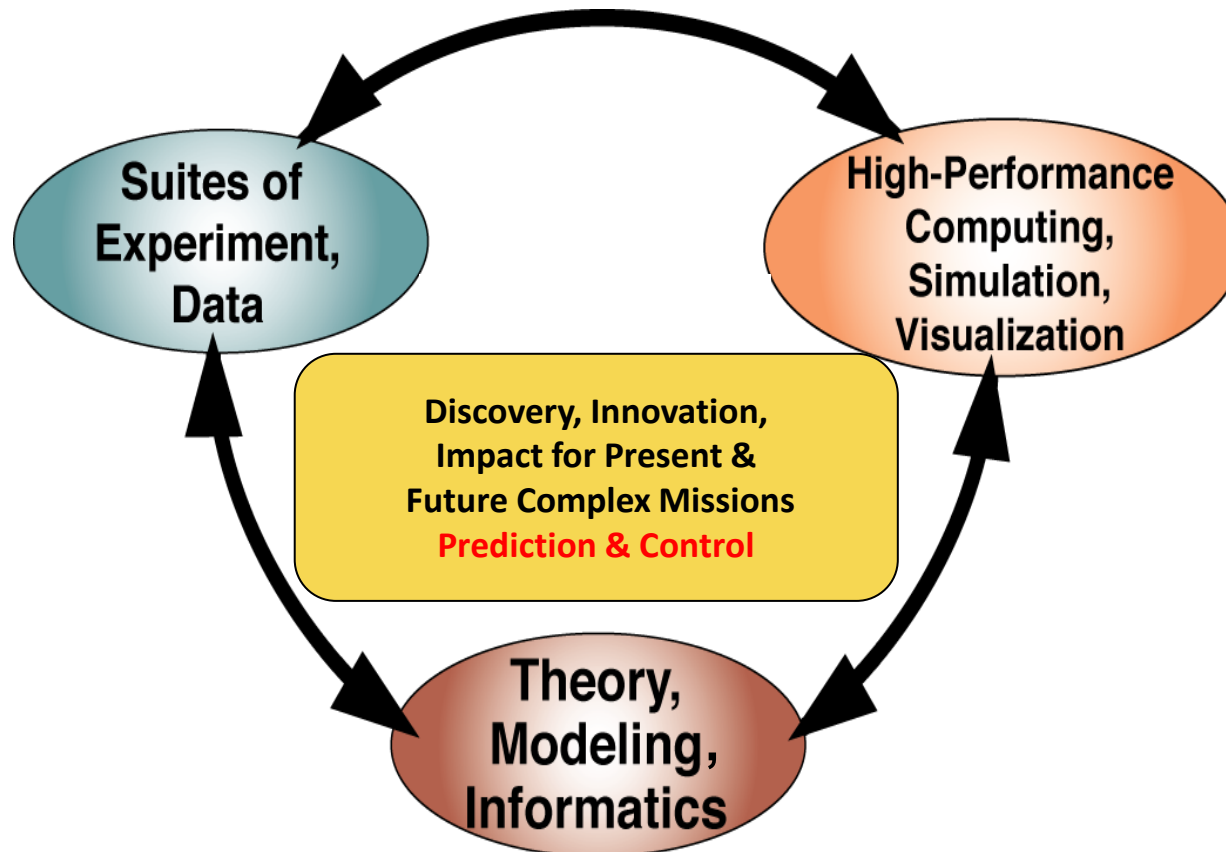 Suites of
Experiment,
Data
High-Performance
Computing,
Simulation,
Visualization
Discovery, Innovation,
Impact for Present &
Future Complex Missions
Prediction & Control
Theory,
Modeling,
Informatics